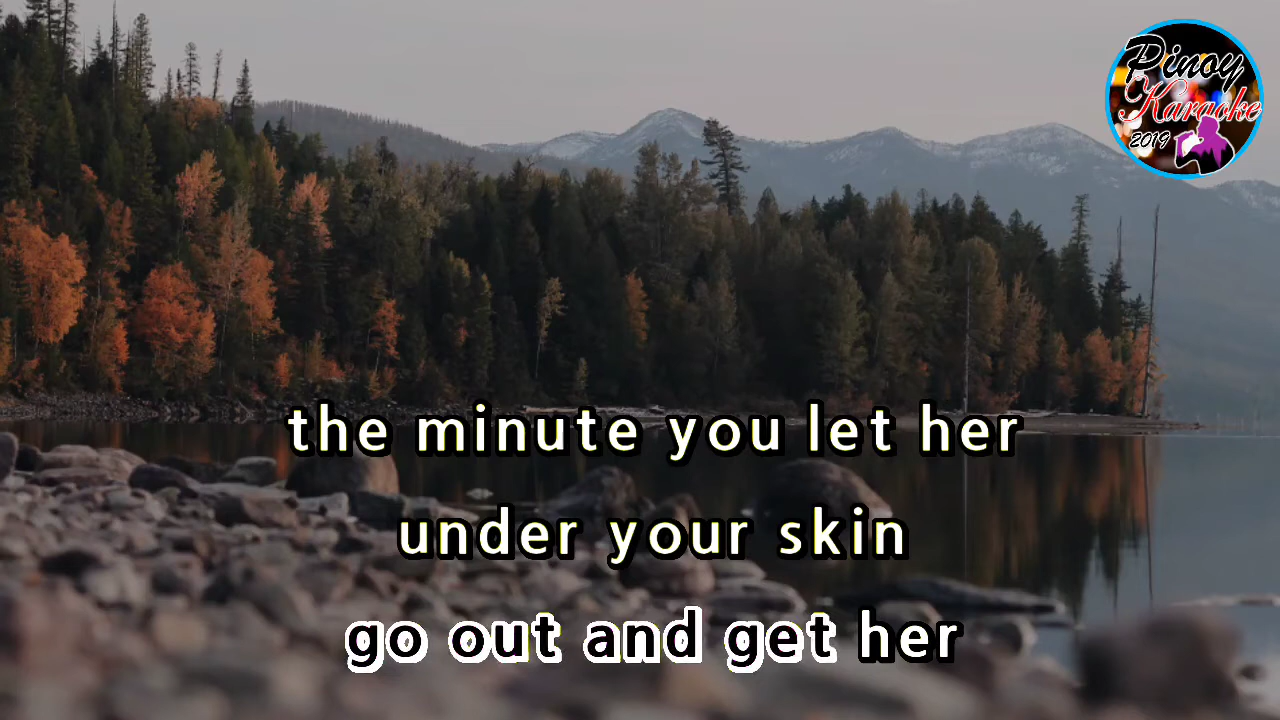 Pinoy
Karaoke
2019
the minute you let her
under your skin
go out and get her